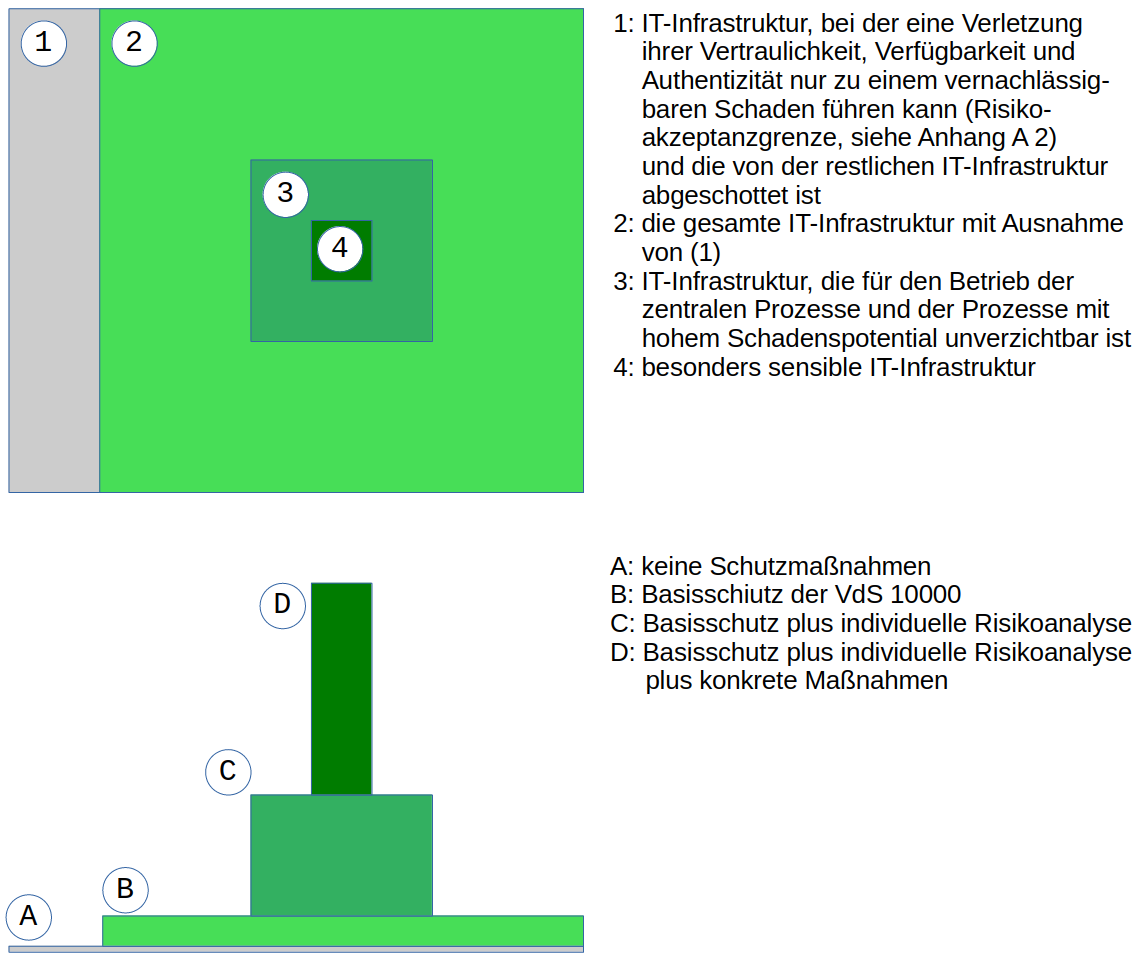 1
2
3
4
1: IT-Infrastruktur, bei der eine Verletzung
ihrer Vertraulichkeit, Verfügbarkeit und
Authentizität nur zu einem vernachlässig-
baren Schaden führen kann (Risiko-
akzeptanzgrenze, siehe Anhang A 2)
und die von der restlichen IT-Infrastruktur
abgeschottet ist
2: die gesamte IT-Infrastruktur mit Ausnahme
von (1)
3: IT-Infrastruktur, die für den Betrieb der
zentralen Prozesse und der Prozesse mit
hohem Schadenspotential unverzichtbar ist
4: besonders sensible IT-Infrastruktur
D
C
B
A
A: keine Schutzmaßnahmen
B: Basisschiutz der VdS 10000
C: Basisschutz plus individuelle Risikoanalyse
D: Basisschutz plus individuelle Risikoanalyse
plus konkrete Maßnahmen